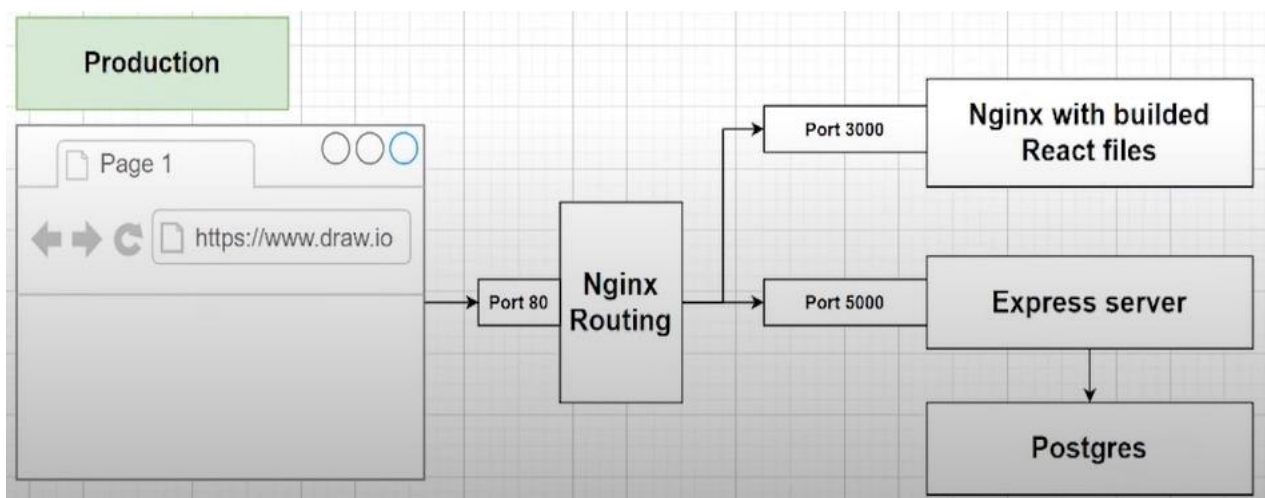 Production
Page 1
https://www.draw.io
Port 80
Nginx
Routing
Port 3000
Nginx with builded
React files
Port 5000
Express server
Postgres